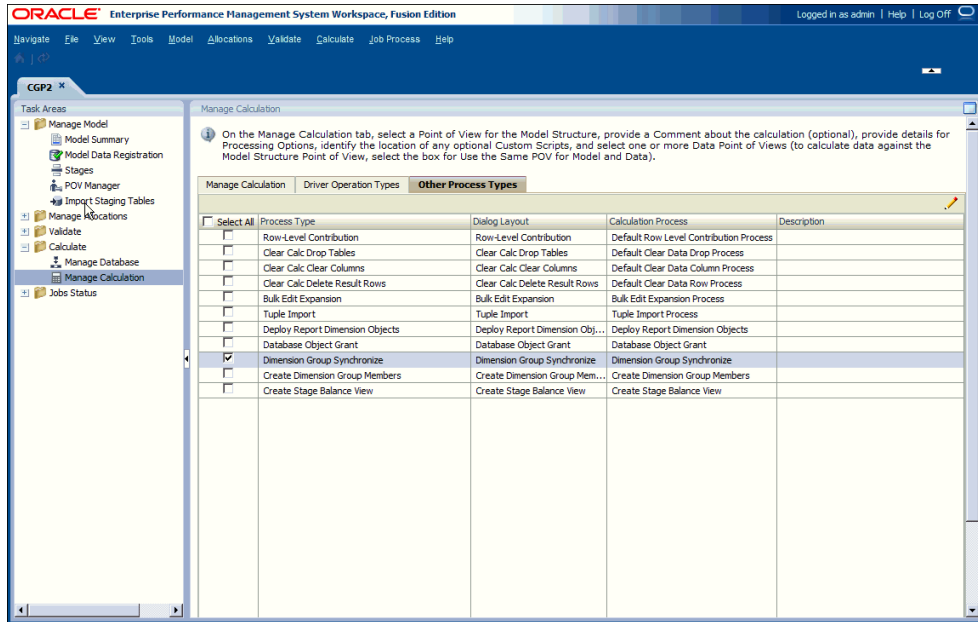 ORACLE Enterprise Performance Management System Workspace, Fusion Edition Logged in as admin | Help | Log Off
Navigate File View Tools Model Allocations Validate Calculate Job Process Help
CGP2
Task Areas
Manage Model
Model Summary
Model Data Registration
Stages
POV Manager
Import Staging Tables
Manage Allocations
Validate
Calculate
Manage Database
Manage Calculation
Jobs Status
Manage Calculation
On the Manage Calculation tab, select a Point of View for the Model Structure, provide a Comment about the calculation (optional), provide details for
Processing Options, identify the location of any optional Custom Scripts, and select one or more Data Point of Views (to calculate data against the
Model Structure Point of View, select the box for Use the Same POV for Model and Data).
Manage Calculation Driver Operation Types Other Process Types
Select All Process Type Dialog Layout Calculation Process Description
Row-Level Contribution Row-Level Contribution Default Row Level Contribution Process
Clear Calc Drop Tables Clear Calc Drop Tables Default Clear Data Drop Process
Clear Calc Clear Columns Clear Calc Clear Columns Default Clear Data Column Process
Clear Calc Delete Result Rows Clear Calc Delete Result Rows Default Clear Data Row Process
Bulk Edit Expansion Bulk Edit Expansion Bulk Edit Expansion Process
Tuple Import Tuple Import Tuple Import Process
Deploy Report Dimension Objects Deploy Report Dimension Obj... Deploy Report Dimension Objects
Database Object Grant Database Object Grant Database Object Grant
Dimension Group Synchronize Dimension Group Synchronize Dimension Group Synchronize
Create Dimension Group Members Create Dimension Group Mem... Create Dimension Group Members
Create Stage Balance View Create Stage Balance View Create Stage Balance View